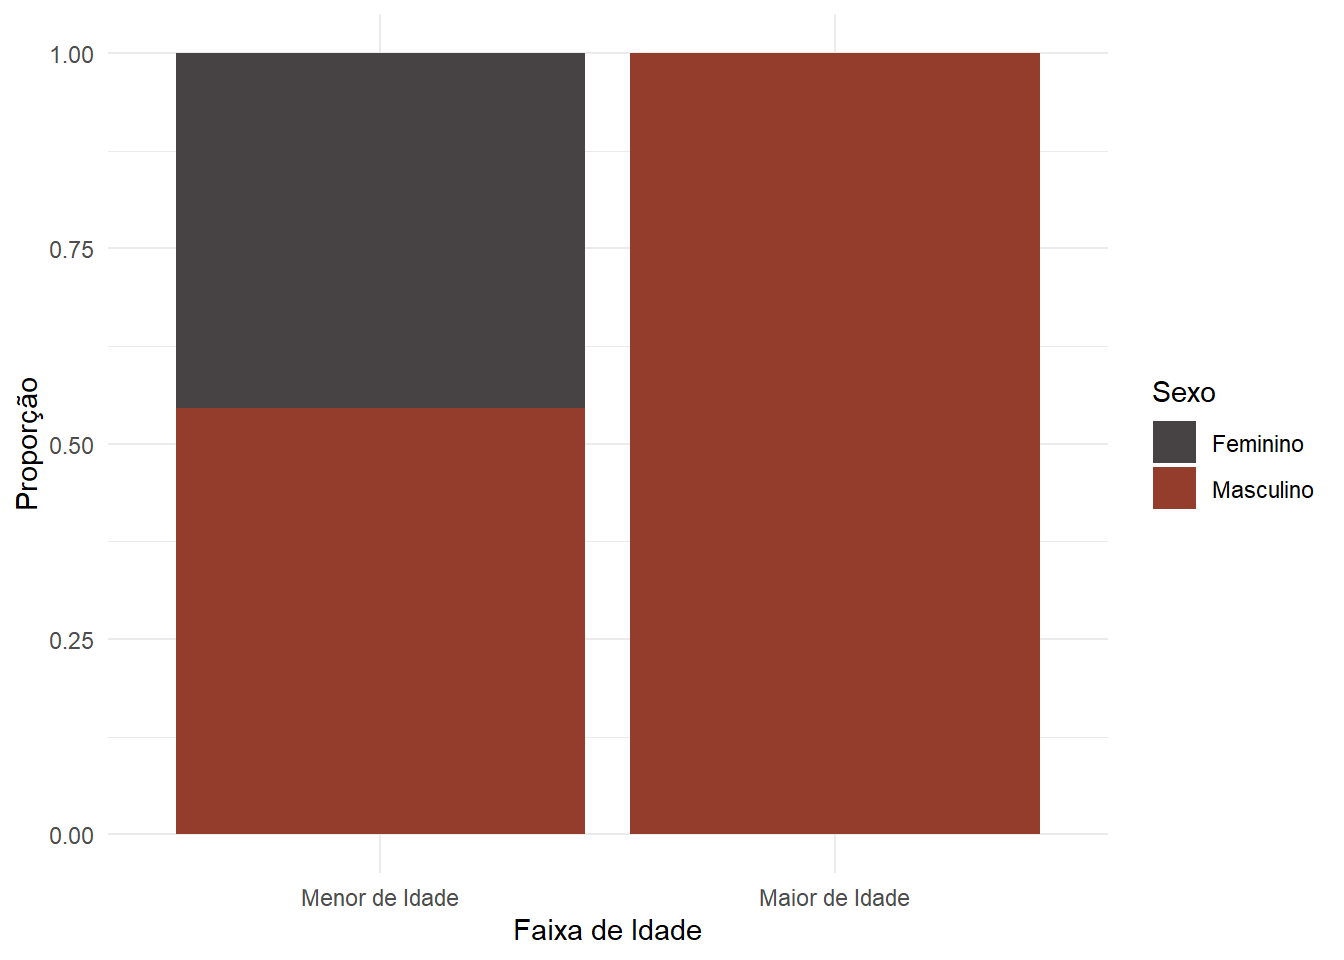 1.00
0.75
0.50
0.25
0.00
Proporção
Menor de Idade
Maior de Idade
Faixa de Idade
Sexo
Feminino
Masculino